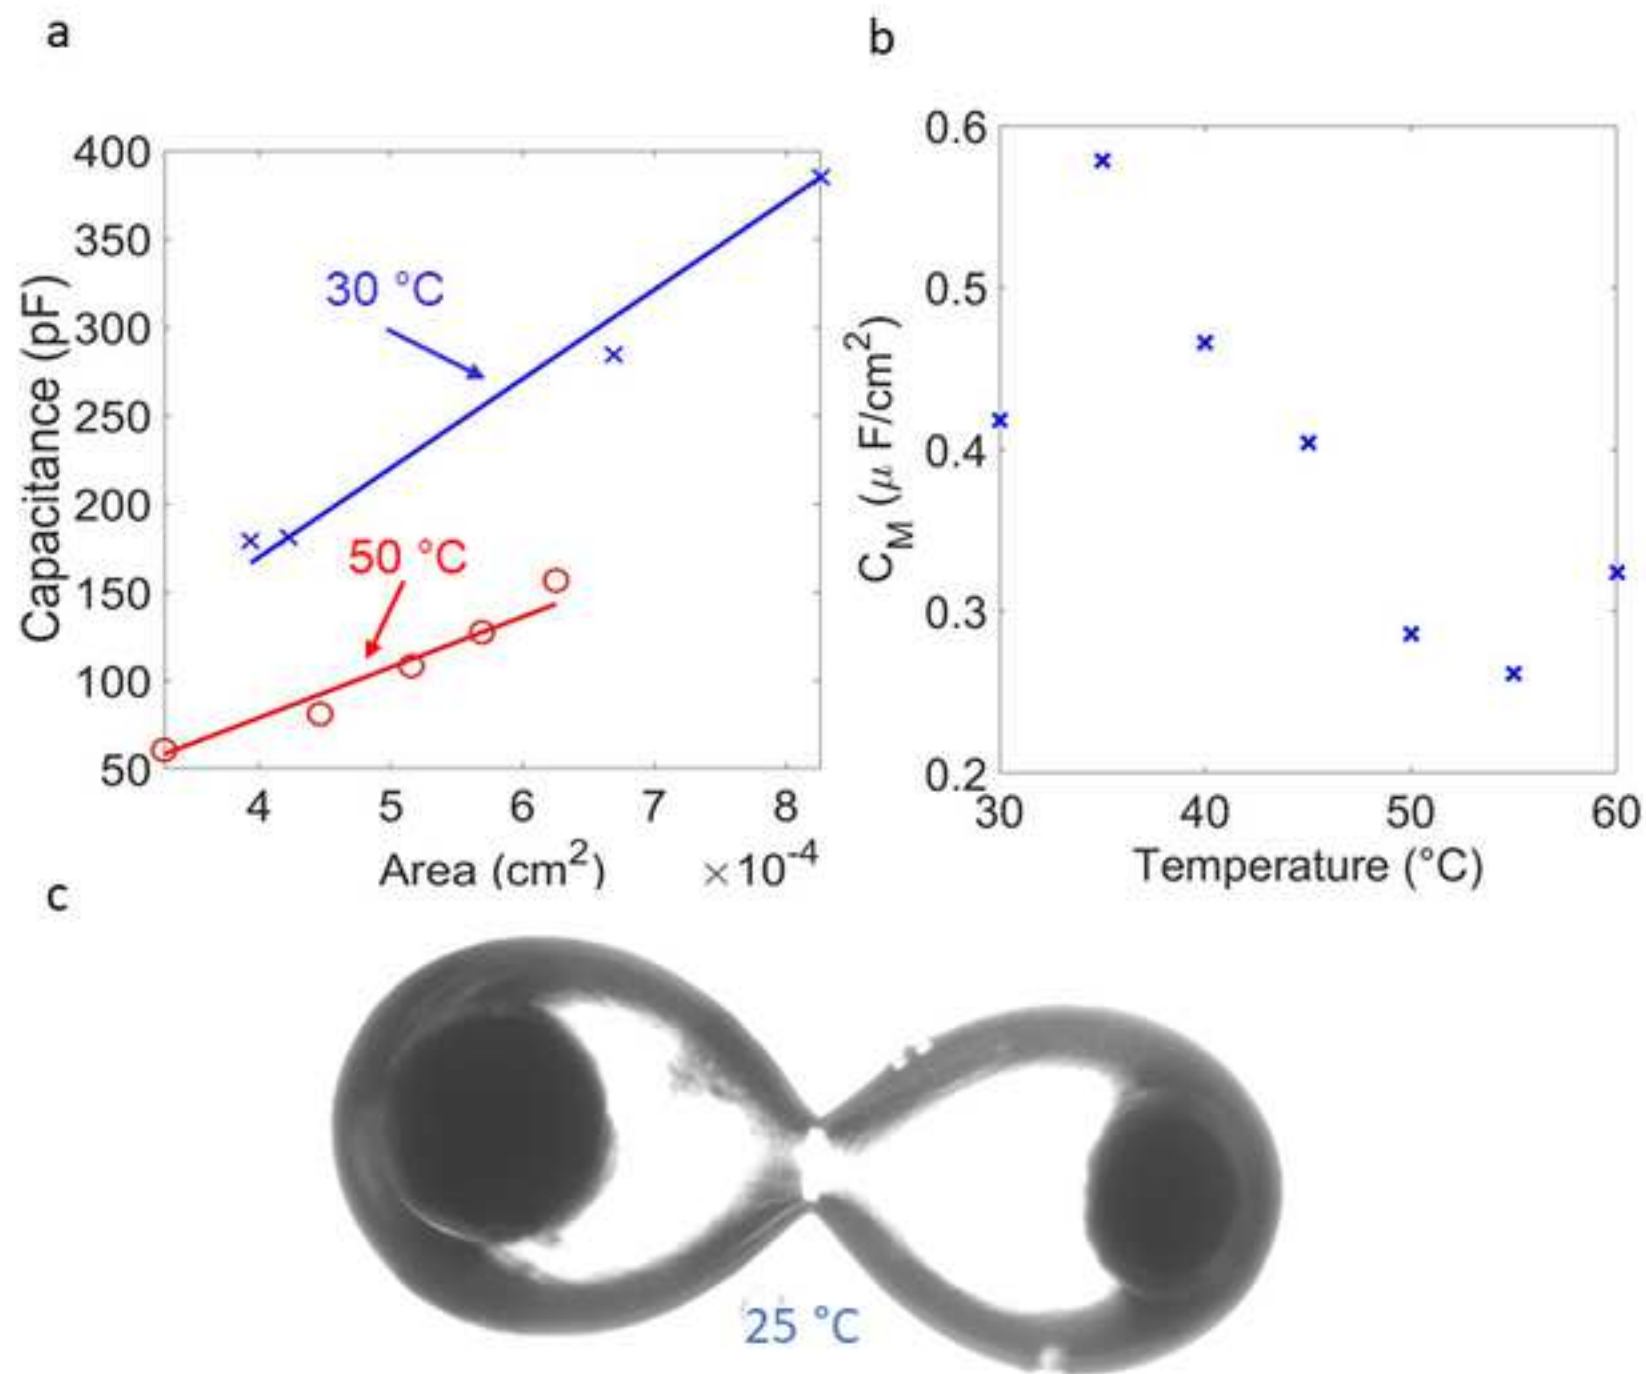 a
400
350
300
250
200
150
100
50
Capacitance (pF)
30 °C
50 °C
4 5 6 7 8
Area (cm2) ×10-4
b
0.6
0.5
0.4
0.3
0.2
CM (μ F/cm2)
30 40 50 60
Temperature (°C)
c
25 °C